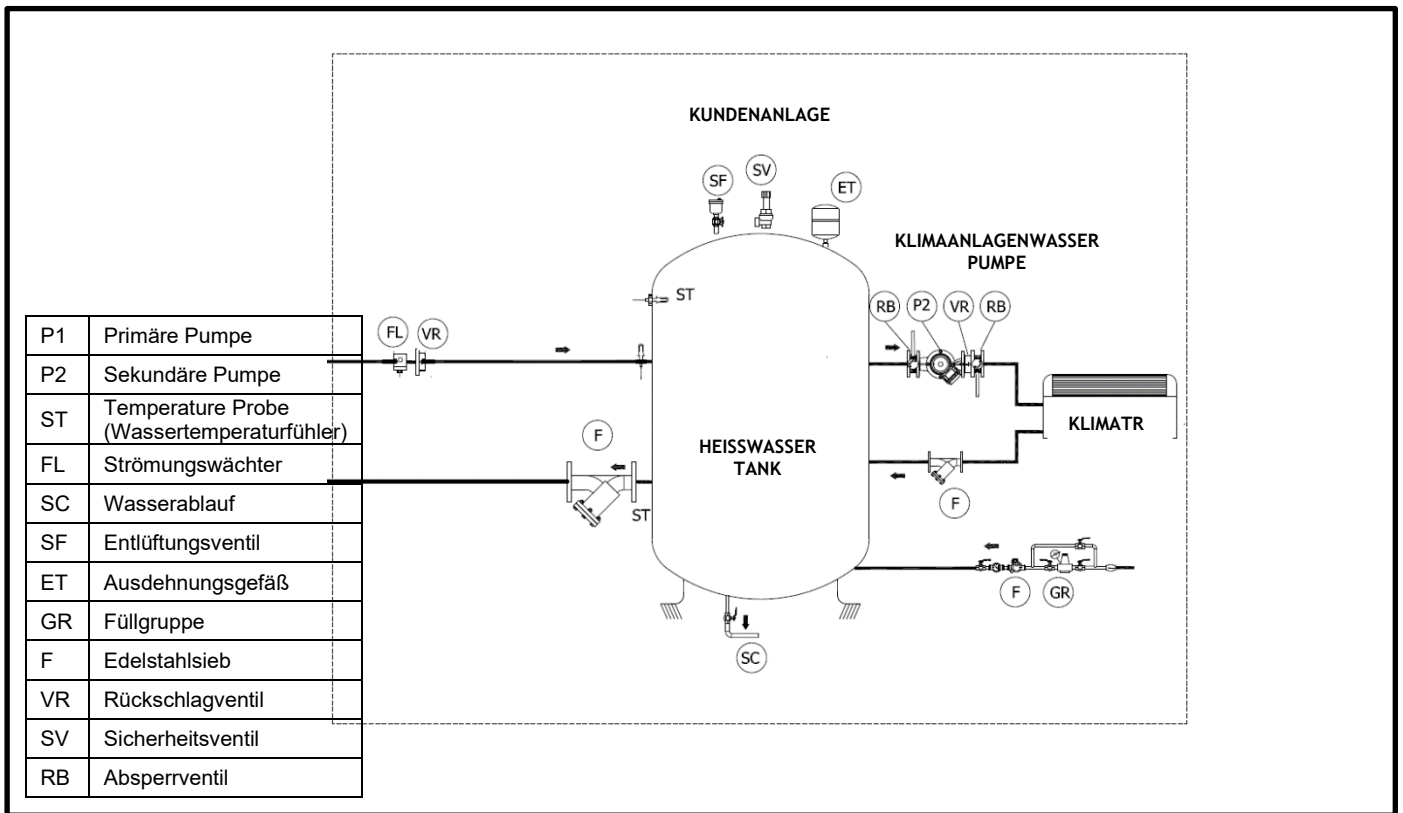 KUNDENANLAGE
SF
SV
ET
KLIMAANLAGENWASSER
PUMPE
ST
RB
P2
VR
RB
FL
VR
KLIMATR
F
HEISSWASSER
TANK
ST
F
F
GR
SC
P1 Primäre Pumpe
P2 Sekundäre Pumpe
ST Temperature Probe
(Wassertemperaturfühler)
FL Strömungswächter
SC Wasserablauf
SF Entlüftungsventil
ET Ausdehnungsgefäß
GR Füllgruppe
F Edelstahlsieb
VR Rückschlagventil
SV Sicherheitsventil
RB Absperrventil